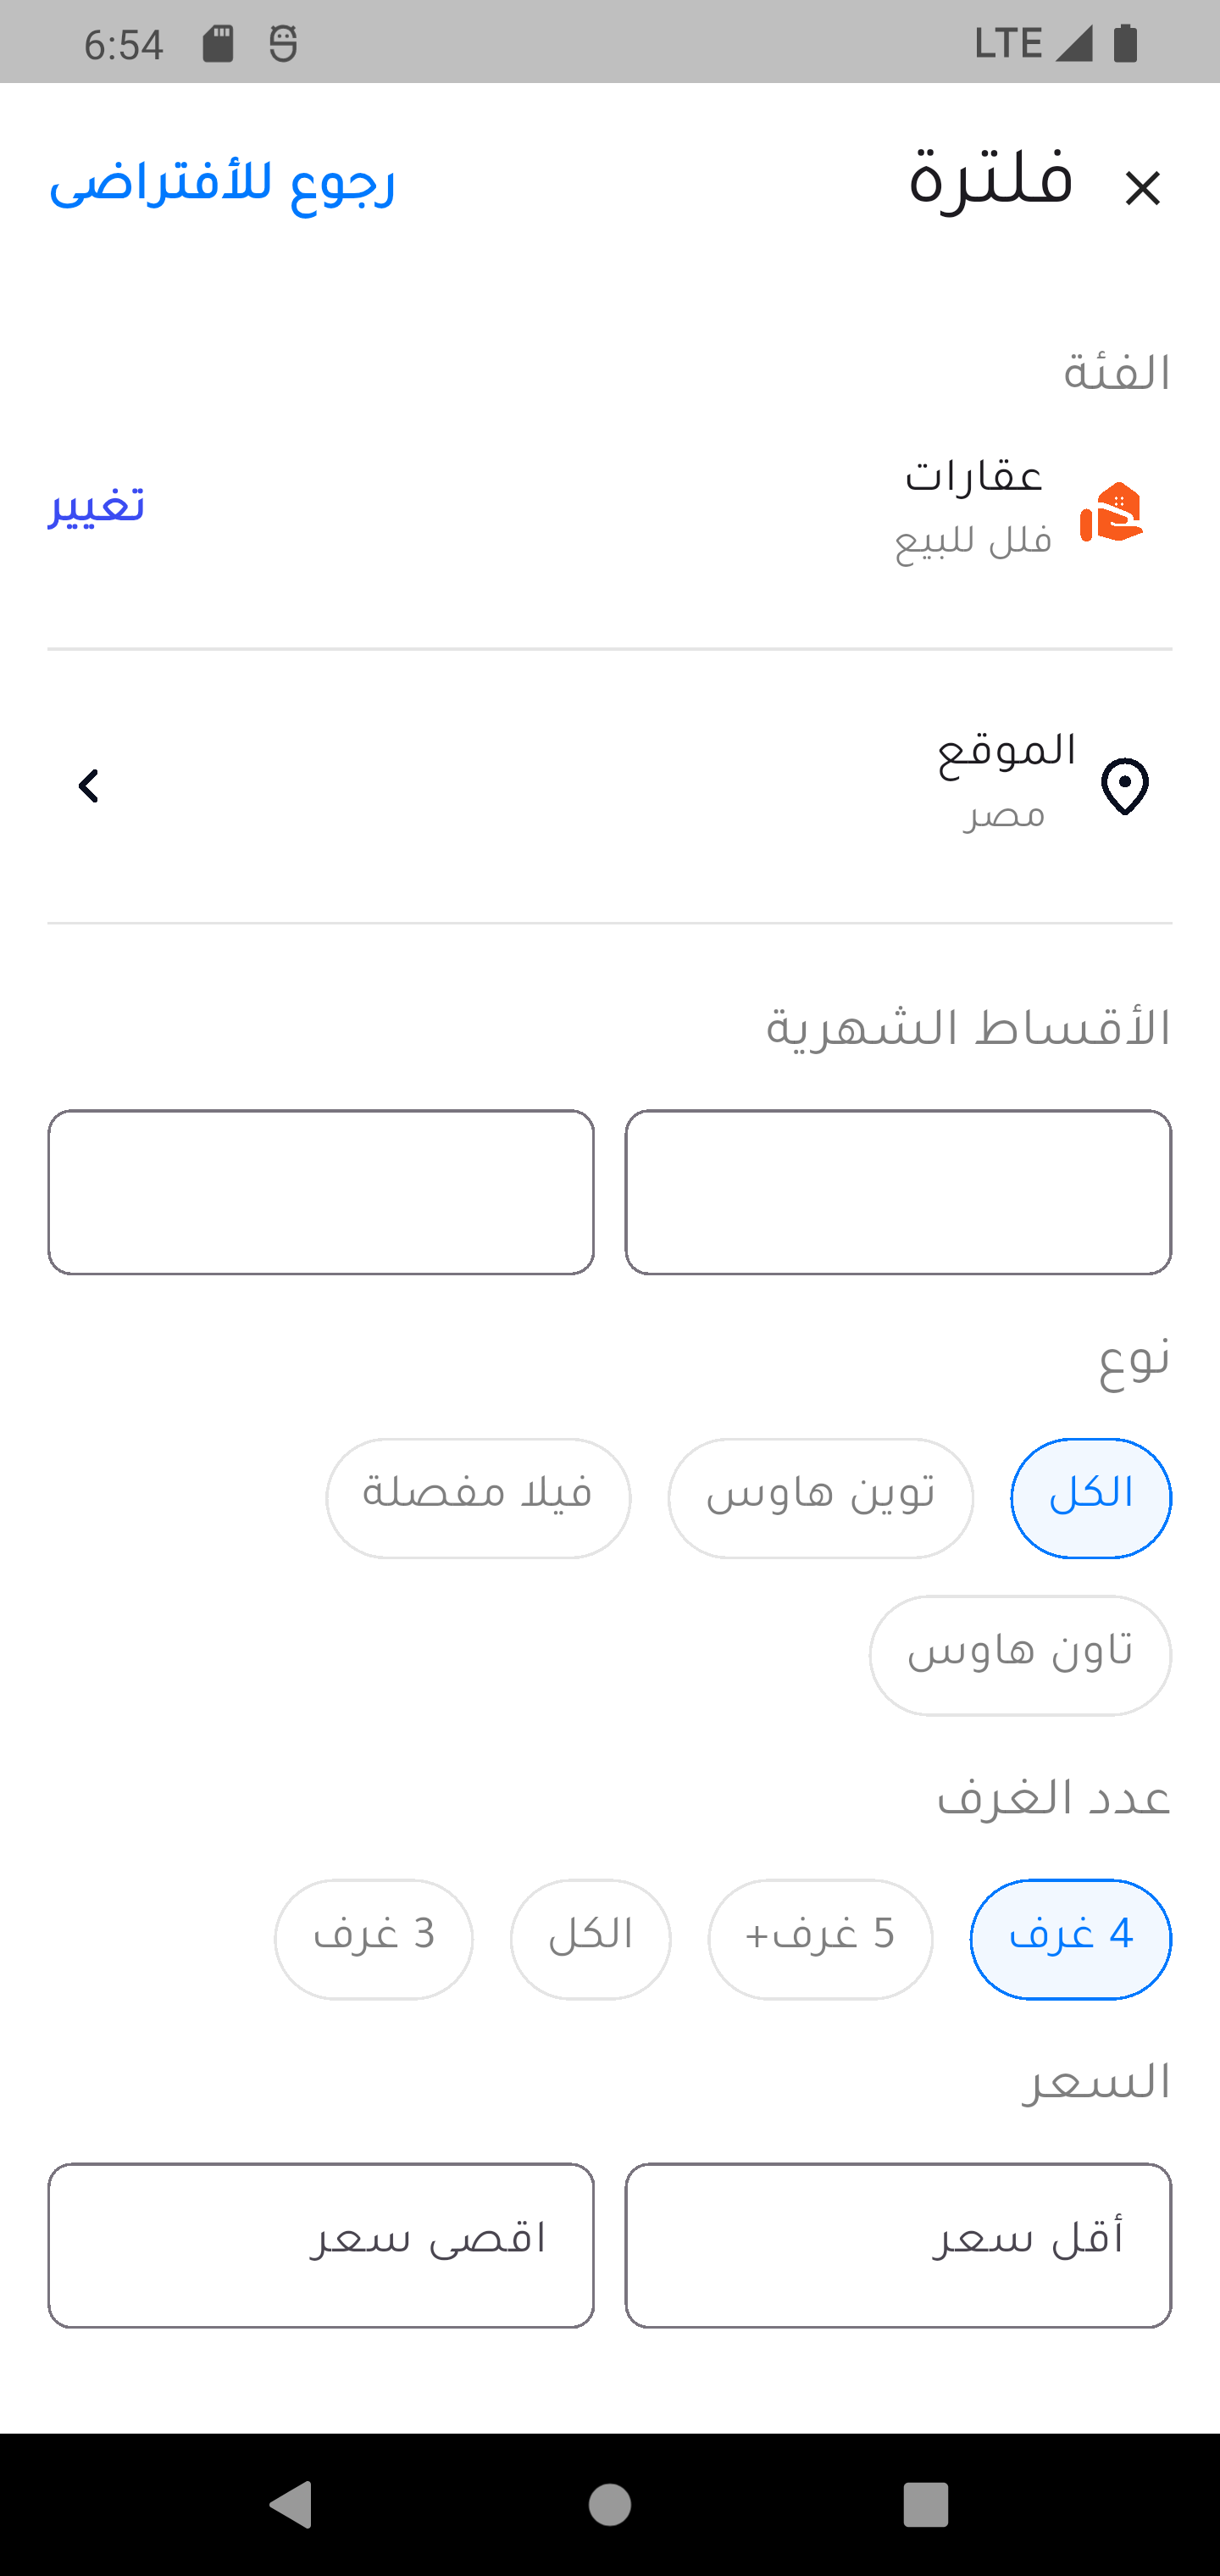 6:54 LTE
فلترة رجوع للأفتراضى
الفئة
عقارات
فلل للبيع
تغيير
الموقع
مصر
الأقساط الشهرية
نوع
الكل توين هاوس فيلا مفصلة
تاون هاوس
عدد الغرف
4 غرف 5 غرف+ الكل 3 غرف
السعر
أقل سعر اقصى سعر